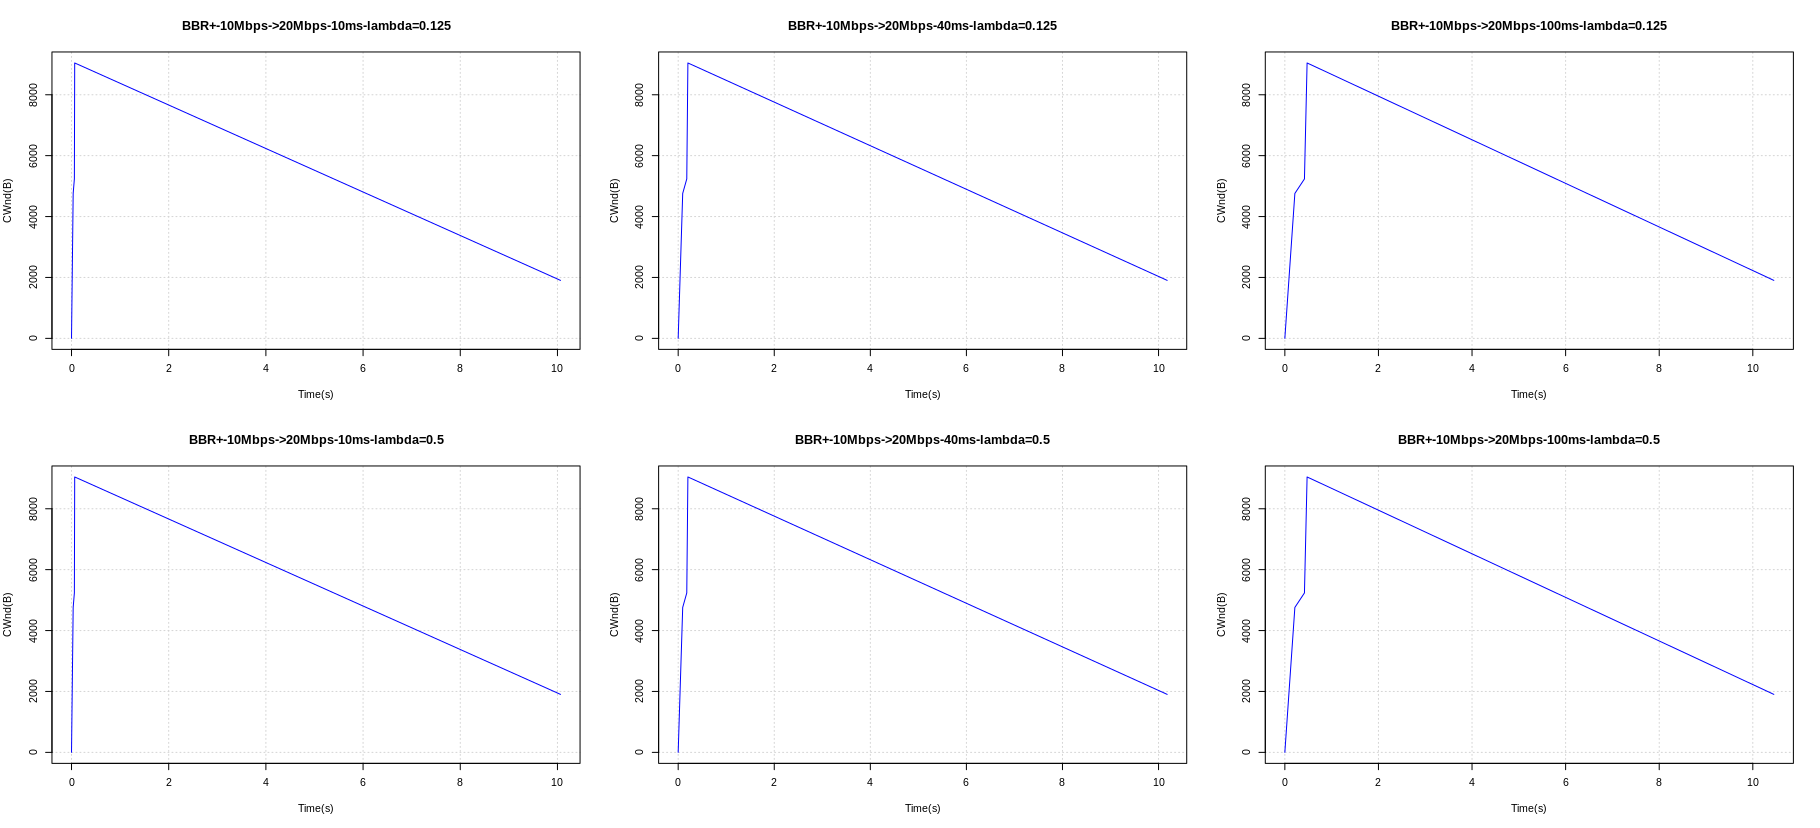 BBR+-10Mbps->20Mbps-10ms-lambda=0.125
CWnd(B)
8000
6000
4000
2000
0
0 2 4 6 8 10
Time(s)
BBR+-10Mbps->20Mbps-40ms-lambda=0.125
CWnd(B)
8000
6000
4000
2000
0
0 2 4 6 8 10
Time(s)
BBR+-10Mbps->20Mbps-100ms-lambda=0.125
CWnd(B)
8000
6000
4000
2000
0
0 2 4 6 8 10
Time(s)
BBR+-10Mbps->20Mbps-10ms-lambda=0.5
CWnd(B)
8000
6000
4000
2000
0
0 2 4 6 8 10
Time(s)
BBR+-10Mbps->20Mbps-40ms-lambda=0.5
CWnd(B)
8000
6000
4000
2000
0
0 2 4 6 8 10
Time(s)
BBR+-10Mbps->20Mbps-100ms-lambda=0.5
CWnd(B)
8000
6000
4000
2000
0
0 2 4 6 8 10
Time(s)